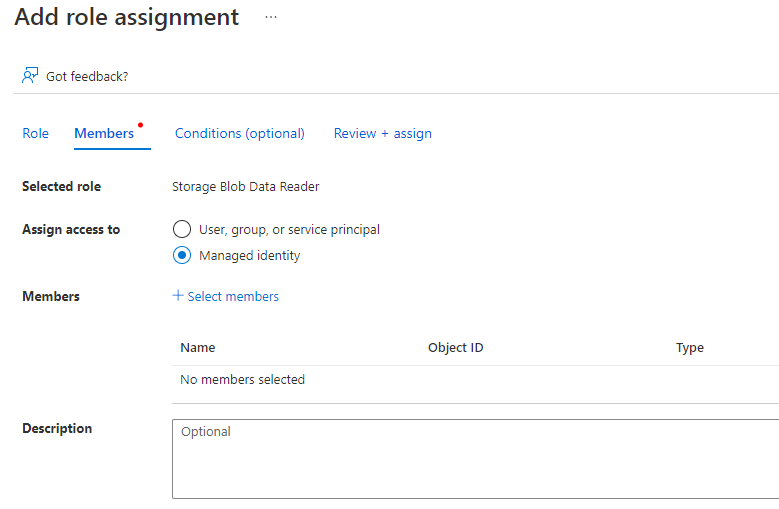 Add role assignment ...
Got feedback?
Role Members Conditions (optional) Review + assign
Selected role Storage Blob Data Reader
Assign access to User, group, or service principal
Managed identity
Members + Select members
Name Object ID Type
No members selected
Description Optional